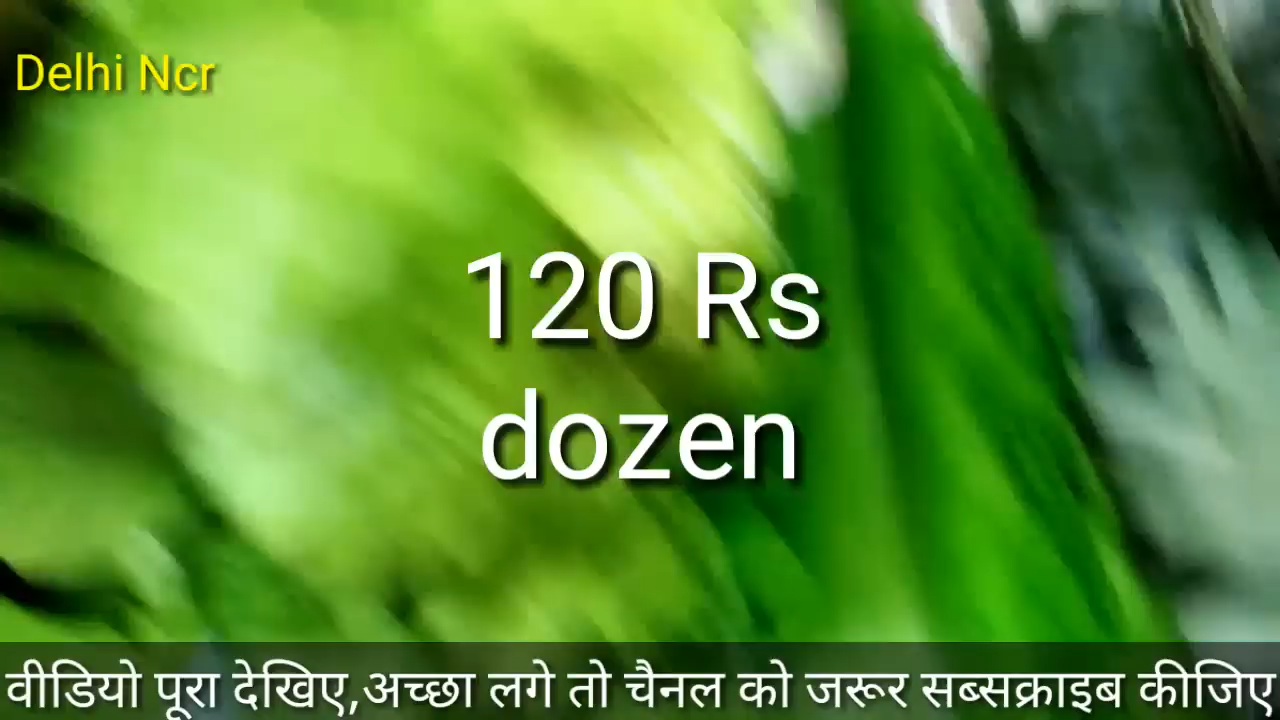 Delhi Ncr
120 Rs
dozen
वीडियो पूरा देखिए,अच्छा लगे तो चैनल को जरूर सब्सक्राइब कीजिए